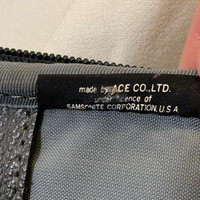 made by ACE CO.,LTD.
under licence of
SAMSONITE CORPORATION, U.S.A